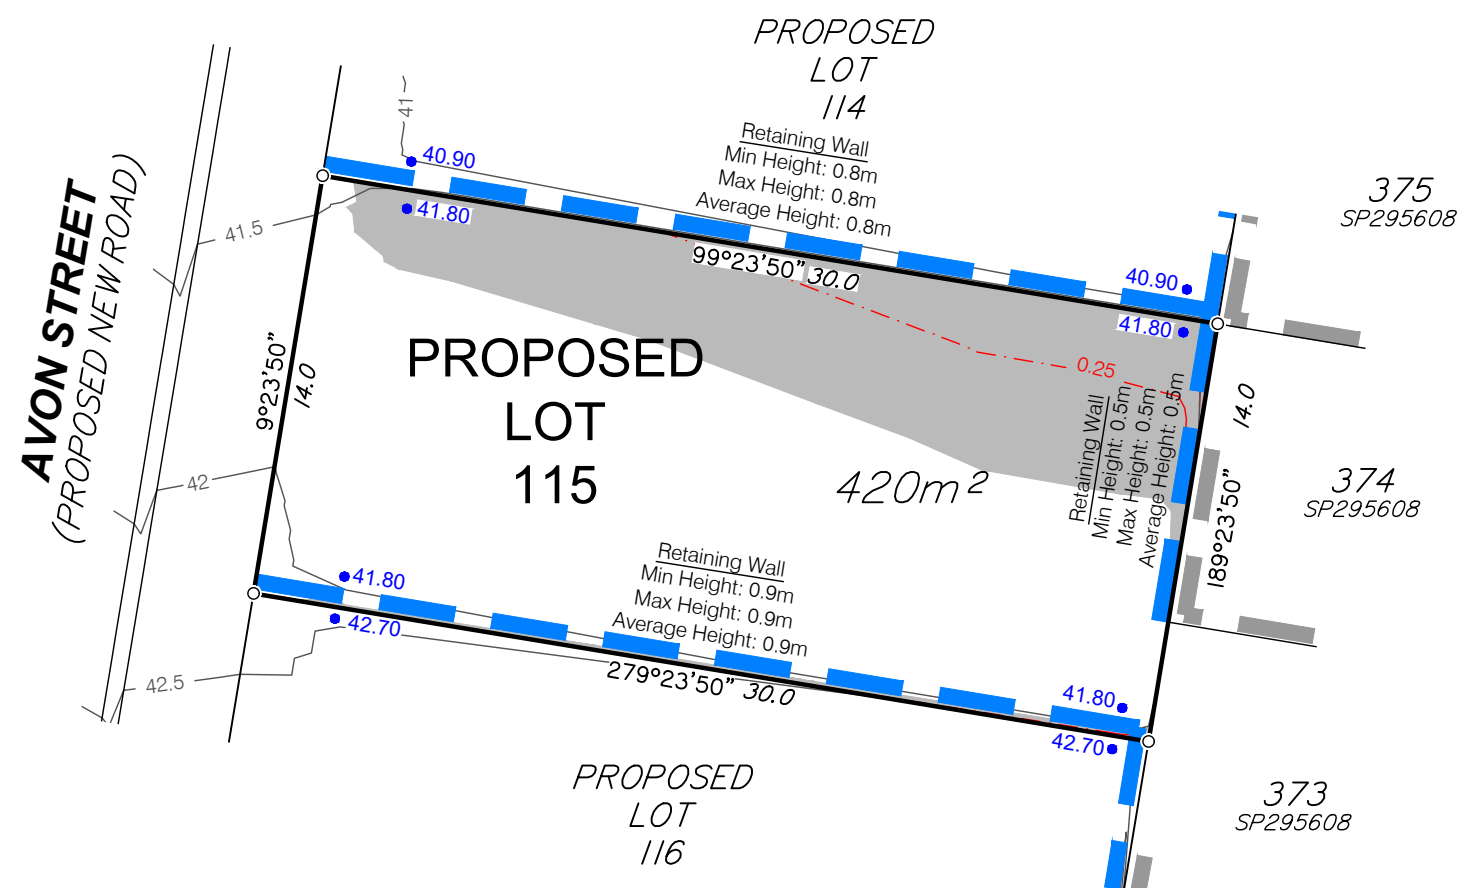 PROPOSED
LOT
114
Retaining Wall
Min Height: 0.8m
Max Height: 0.8m
Average Height: 0.8m
41
40.90
41.80
41.5
AVON STREET
(PROPOSED NEW ROAD)
99°23'50" 30.0
40.90
41.80
375
SP295608
0.25
PROPOSED
LOT
115
420m²
9°23'50"
14.0
Retaining Wall
Min Height: 0.5m
Max Height: 0.5m
Average Height: 0.5m
14.0
189°23'50"
374
SP295608
42
41.80
42.70
Retaining Wall
Min Height: 0.9m
Max Height: 0.9m
Average Height: 0.9m
279°23'50" 30.0
42.5
41.80
42.70
PROPOSED
LOT
116
373
SP295608